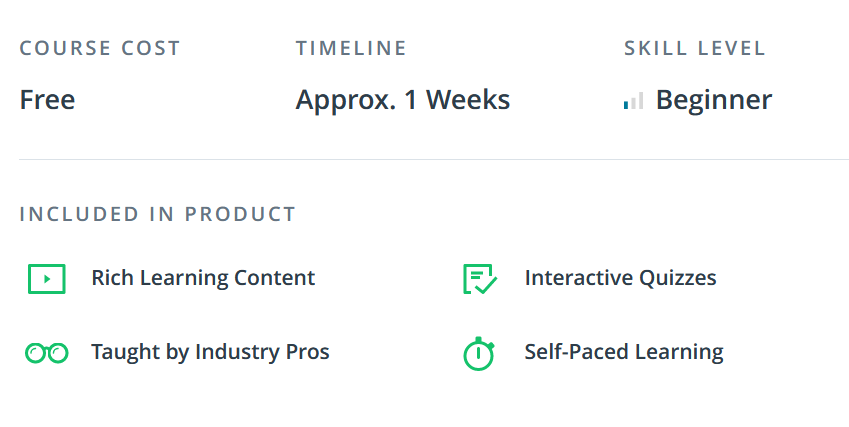 COURSE COST
TIMELINE
SKILL LEVEL
Free
Approx. 1 Weeks
Beginner
INCLUDED IN PRODUCT
Rich Learning Content
Interactive Quizzes
Taught by Industry Pros
Self-Paced Learning